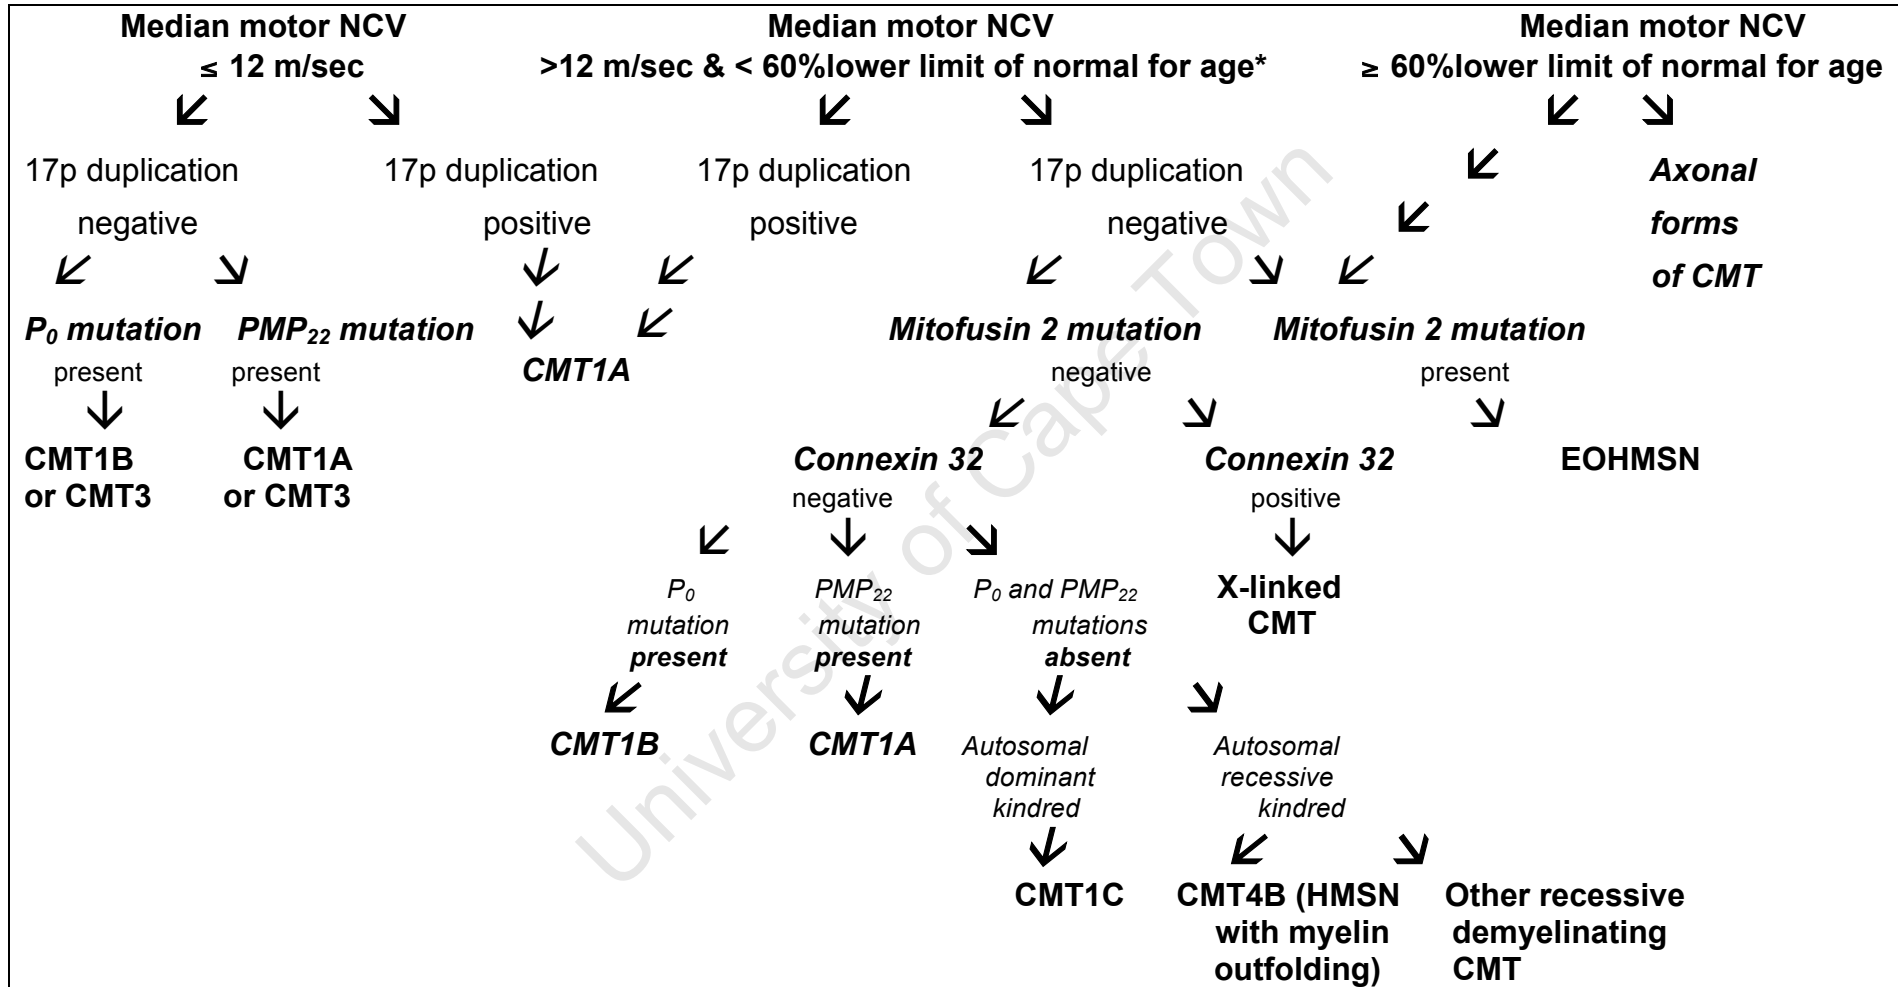 Median motor NCV Median motor NCV Median motor NCV
≤ 12 m/sec >12 m/sec & < 60%lower limit of normal for age* ≥ 60%lower limit of normal for age
17p duplication 17p duplication 17p duplication 17p duplication Axonal
negative positive positive negative forms
of CMT
P0 mutation PMP22 mutation Mitofusin 2 mutation Mitofusin 2 mutation
present present CMT1A negative present
CMT1B CMT1A Connexin 32 Connexin 32 EOHMSN
or CMT3 or CMT3 negative positive
P0 PMP22 P0 and PMP22 X-linked
mutation mutation mutations CMT
present present absent
CMT1B CMT1A Autosomal Autosomal
dominant recessive
kindred kindred
CMT1C CMT4B (HMSN Other recessive
with myelin demyelinating
outfolding) CMT
University of Cape Town